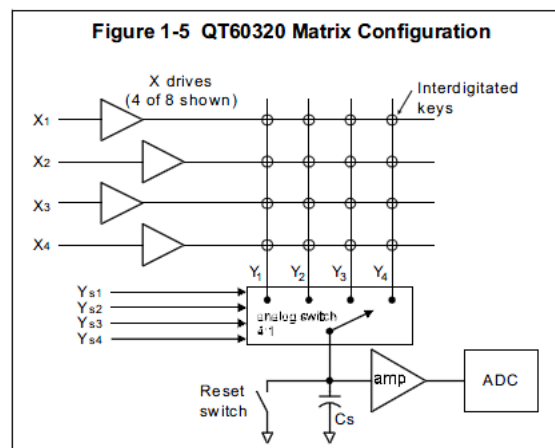 Figure 1-5 QT60320 Matrix Configuration
X drives
(4 of 8 shown)
Interdigitated
keys
X1
X2
X3
X4
Y1 Y2 Y3 Y4
Ys1
Ys2
Ys3
Ys4
analog switch
4:1
Reset
switch
Cs
amp
ADC